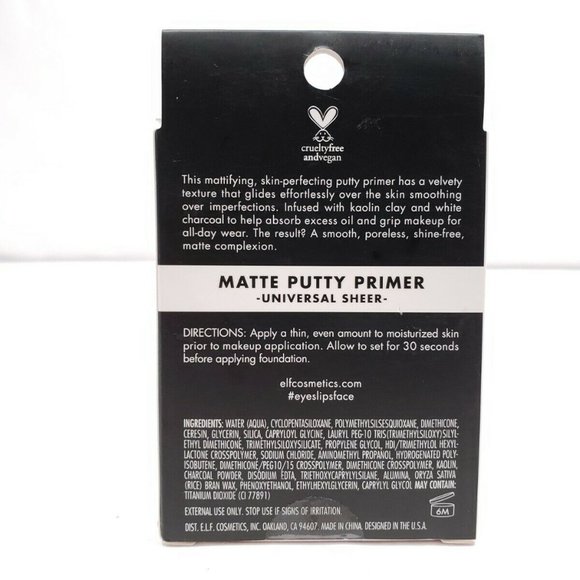 crueltyfree
andvegan
This mattifying, skin-perfecting putty primer has a velvety
texture that glides effortlessly over the skin smoothing
over imperfections. Infused with kaolin clay and white
charcoal to help absorb excess oil and grip makeup for
all-day wear. The result? A smooth, poreless, shine-free,
matte complexion.
MATTE PUTTY PRIMER
-UNIVERSAL SHEER-
DIRECTIONS: Apply a thin, even amount to moisturized skin
prior to makeup application. Allow to set for 30 seconds
before applying foundation.
elfcosmetics.com
#eyeslipsface
INGREDIENTS: WATER (AQUA), CYCLOPENTASILOXANE, POLYMETHYLSILSESQUIOXANE, DIMETHICONE,
CERESIN, GLYCERIN, SILICA, CAPRYLOYL GLYCINE, LAURYL PEG-10 TRIS(TRIMETHYLSILOXY)SILYL-
ETHYL DIMETHICONE, TRIMETHYLSILOXYSILICATE, PROPYLENE GLYCOL, HDI/TRIMETHYLOL HEXYL-
LACTONE CROSSPOLYMER, SODIUM CHLORIDE, AMINOMETHYL PROPANOL, HYDROGENATED POLY-
ISOBUTENE, DIMETHICONE/PEG10/15 CROSSPOLYMER, DIMETHICONE CROSSPOLYMER, KAOLIN,
CHARCOAL POWDER, DISODIUM EDTA, TRIETHOXYCAPRYLYLSILANE, ALUMINA, ORYZA SATIVA
(RICE) BRAN WAX, PHENOXYETHANOL, ETHYLHEXYLGLYCERIN, CAPRYLYL GLYCOL MAY CONTAIN:
TITANIUM DIOXIDE (CI 77891)
EXTERNAL USE ONLY. STOP USE IF SIGNS OF IRRITATION.
6M
DIST. E.L.F. COSMETICS, INC. OAKLAND, CA 94607. MADE IN CHINA. DESIGNED IN THE U.S.A.